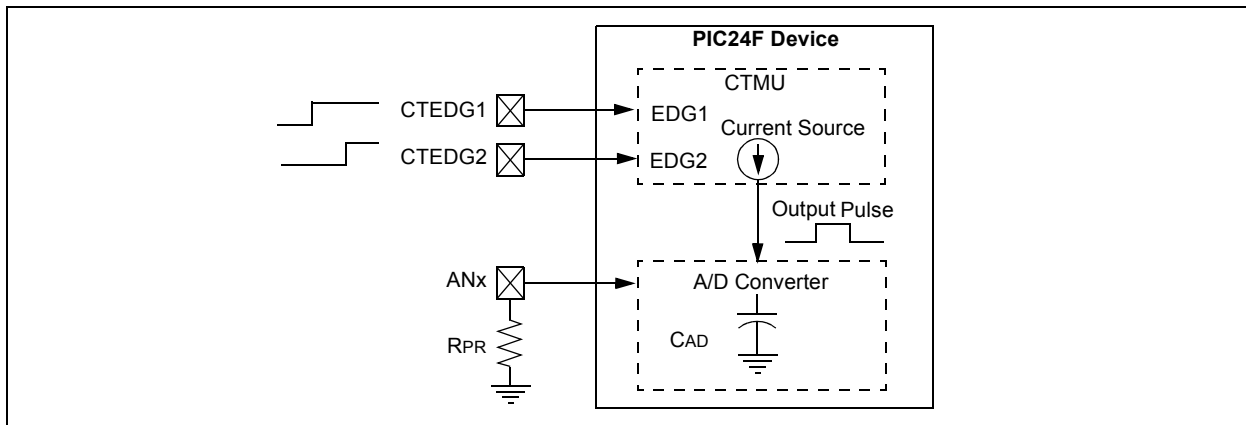 PIC24F Device
CTMU
CTEDG1
EDG1
Current Source
CTEDG2
EDG2
Output Pulse
ANx
A/D Converter
RPR
CAD